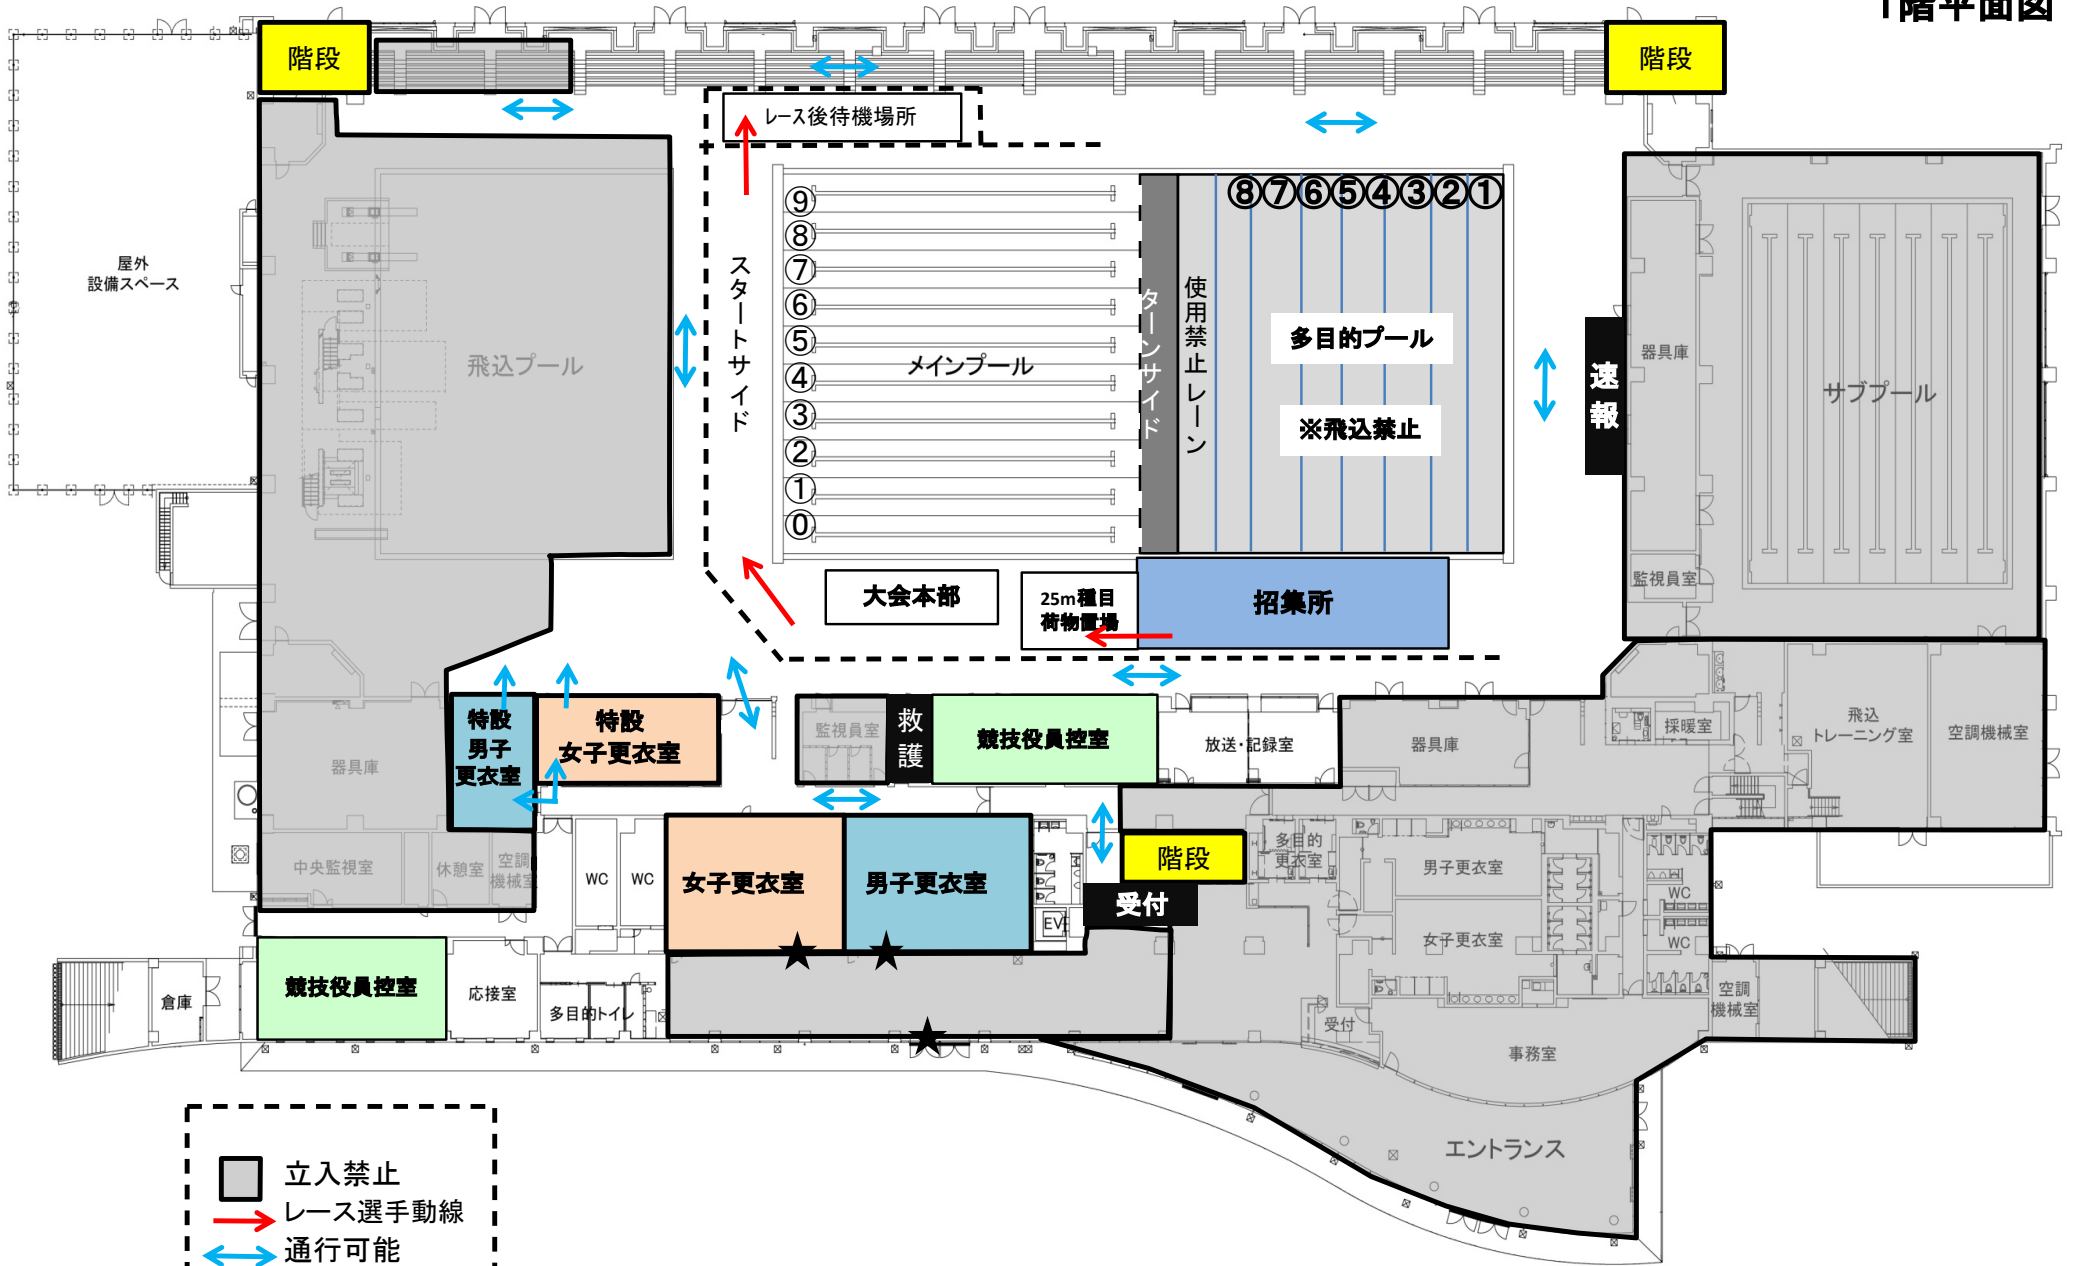 1階平面図
階段
階段
レース後待機場所
⑧⑦⑥⑤④③②①
⑨
⑧
⑦
⑥
⑤
④
③
②
①
⓪
屋外
設備スペース
飛込プール
スタートサイド
メインプール
ターンサイド
使用禁止レーン
多目的プール
※飛込禁止
速報
器具庫
サブプール
監視員室
大会本部
25m種目
荷物置場
招集所
特設
男子
更衣室
特設
女子更衣室
監視員室
救護
競技役員控室
放送・記録室
器具庫
採暖室
飛込
トレーニング室
空調機械室
器具庫
中央監視室
休憩室
空調
機械室
WC
WC
女子更衣室
男子更衣室
EV
階段
受付
多目的
更衣室
男子更衣室
女子更衣室
WC
WC
競技役員控室
倉庫
応接室
多目的トイレ
受付
事務室
空調
機械室
エントランス
立入禁止
レース選手動線
通行可能